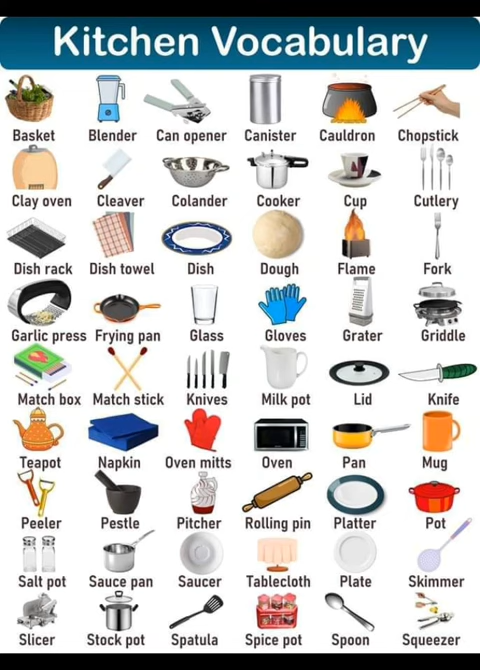 Kitchen Vocabulary
Basket Blender Can opener Canister Cauldron Chopstick
Clay oven Cleaver Colander Cooker Cup Cutlery
Dish rack Dish towel Dish Dough Flame Fork
Garlic press Frying pan Glass Gloves Grater Griddle
Match box Match stick Knives Milk pot Lid Knife
Teapot Napkin Oven mitts Oven Pan Mug
Peeler Pestle Pitcher Rolling pin Platter Pot
Salt pot Sauce pan Saucer Tablecloth Plate Skimmer
Slicer Stock pot Spatula Spice pot Spoon Squeezer